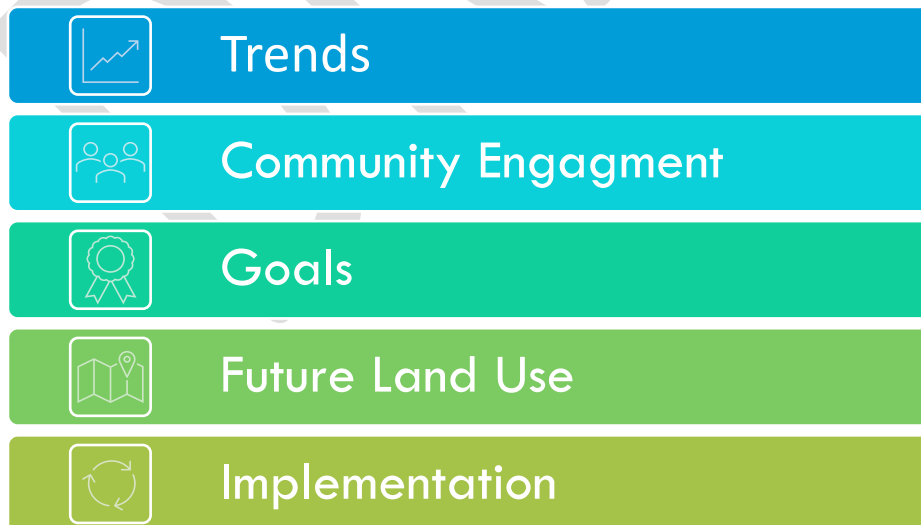 Trends
Community Engagment
Goals
Future Land Use
Implementation